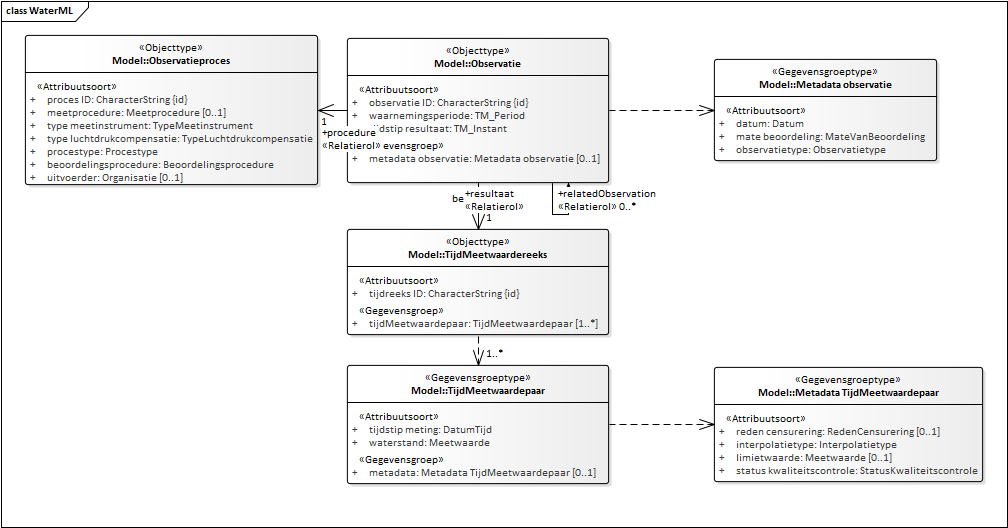 class WaterML
«Objecttype»
Model::Observatieproces
«Attribuutsoort»
+ proces ID: CharacterString {id}
+ meetprocedure: Meetprocedure [0..1]
+ type meetinstrument: TypeMeetinstrument
+ type luchtdrukcompensatie: TypeLuchtdrukcompensatie
+ procestype: Procestype
+ beoordelingsprocedure: Beoordelingsprocedure
+ uitvoerder: Organisatie [0..1]
«Objecttype»
Model::Observatie
«Attribuutsoort»
+ observatie ID: CharacterString {id}
+ waarnemingsperiode: TM_Period
tijdstip resultaat: TM_Instant
evensgroep»
+ metadata observatie: Metadata observatie [0..1]
1
+procedure
«Relatierol»
«Gegevensgroeptype»
Model::Metadata observatie
«Attribuutsoort»
+ datum: Datum
+ mate beoordeling: MateVanBeoordeling
+ observatietype: Observatietype
be
+resultaat
«Relatierol»
1
+relatedObservation
«Relatierol» 0..*
«Objecttype»
Model::TijdMeetwaardereeks
«Attribuutsoort»
+ tijdreeks ID: CharacterString {id}
«Gegevensgroep»
+ tijdMeetwaardepaar: TijdMeetwaardepaar [1..*]
1..*
«Gegevensgroeptype»
Model::TijdMeetwaardepaar
«Attribuutsoort»
+ tijdstip meting: DatumTijd
+ waterstand: Meetwaarde
«Gegevensgroep»
+ metadata: Metadata TijdMeetwaardepaar [0..1]
«Gegevensgroeptype»
Model::Metadata TijdMeetwaardepaar
«Attribuutsoort»
+ reden censurering: RedenCensurering [0..1]
+ interpolatietype: Interpolatietype
+ limietwaarde: Meetwaarde [0..1]
+ status kwaliteitscontrole: StatusKwaliteitscontrole